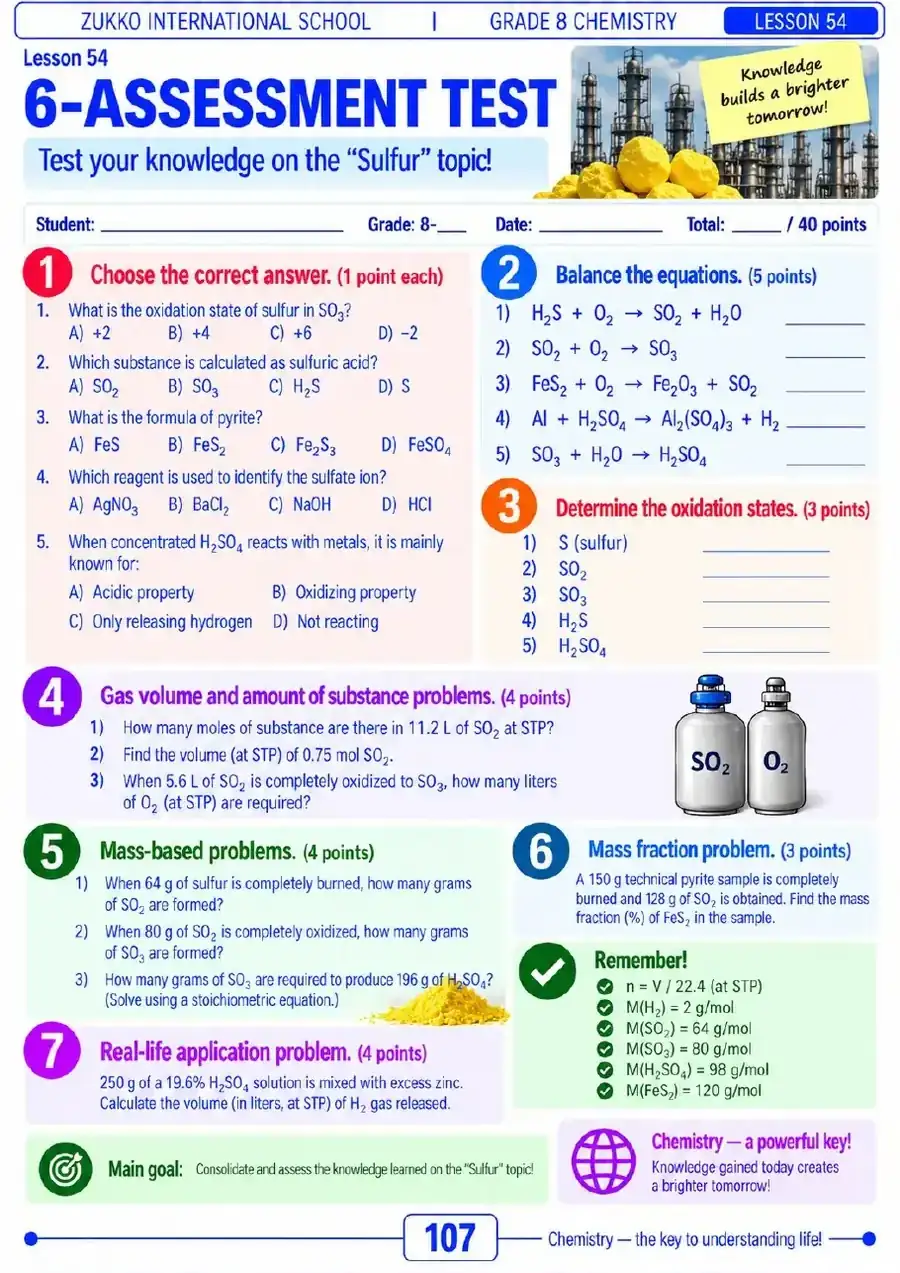 ZUKKO INTERNATIONAL SCHOOL | GRADE 8 CHEMISTRY LESSON 54
Lesson 54
6-ASSESSMENT TEST
Test your knowledge on the “Sulfur” topic!
Knowledge
builds a brighter
tomorrow!
Student: ____________ Grade: 8-___ Date: ____________ Total: _____ / 40 points
1 Choose the correct answer. (1 point each)
1. What is the oxidation state of sulfur in SO₃?
A) +2 B) +4 C) +6 D) −2
2. Which substance is calculated as sulfuric acid?
A) SO₂ B) SO₃ C) H₂S D) S
3. What is the formula of pyrite?
A) FeS B) FeS₂ C) Fe₂S₃ D) FeSO₄
4. Which reagent is used to identify the sulfate ion?
A) AgNO₃ B) BaCl₂ C) NaOH D) HCl
5. When concentrated H₂SO₄ reacts with metals, it is mainly
known for:
A) Acidic property B) Oxidizing property
C) Only releasing hydrogen D) Not reacting
2 Balance the equations. (5 points)
1) H₂S + O₂ → SO₂ + H₂O ________
2) SO₂ + O₂ → SO₃ ________
3) FeS₂ + O₂ → Fe₂O₃ + SO₂ ________
4) Al + H₂SO₄ → Al₂(SO₄)₃ + H₂ ________
5) SO₃ + H₂O → H₂SO₄ ________
3 Determine the oxidation states. (3 points)
1) S (sulfur) ____________
2) SO₂ ____________
3) SO₃ ____________
4) H₂S ____________
5) H₂SO₄ ____________
4 Gas volume and amount of substance problems. (4 points)
1) How many moles of substance are there in 11.2 L of SO₂ at STP?
2) Find the volume (at STP) of 0.75 mol SO₂.
3) When 5.6 L of SO₂ is completely oxidized to SO₃, how many liters
of O₂ (at STP) are required?
SO₂ O₂
5 Mass-based problems. (4 points)
1) When 64 g of sulfur is completely burned, how many grams
of SO₂ are formed?
2) When 80 g of SO₂ is completely oxidized, how many grams
of SO₃ are formed?
3) How many grams of SO₃ are required to produce 196 g of H₂SO₄?
(Solve using a stoichiometric equation.)
6 Mass fraction problem. (3 points)
A 150 g technical pyrite sample is completely
burned and 128 g of SO₂ is obtained. Find the mass
fraction (%) of FeS₂ in the sample.
Remember!
n = V / 22.4 (at STP)
M(H₂) = 2 g/mol
M(SO₂) = 64 g/mol
M(SO₃) = 80 g/mol
M(H₂SO₄) = 98 g/mol
M(FeS₂) = 120 g/mol
7 Real-life application problem. (4 points)
250 g of a 19.6% H₂SO₄ solution is mixed with excess zinc.
Calculate the volume (in liters, at STP) of H₂ gas released.
Main goal: Consolidate and assess the knowledge learned on the “Sulfur” topic!
Chemistry — a powerful key!
Knowledge gained today creates
a brighter tomorrow!
107
Chemistry — the key to understanding life!